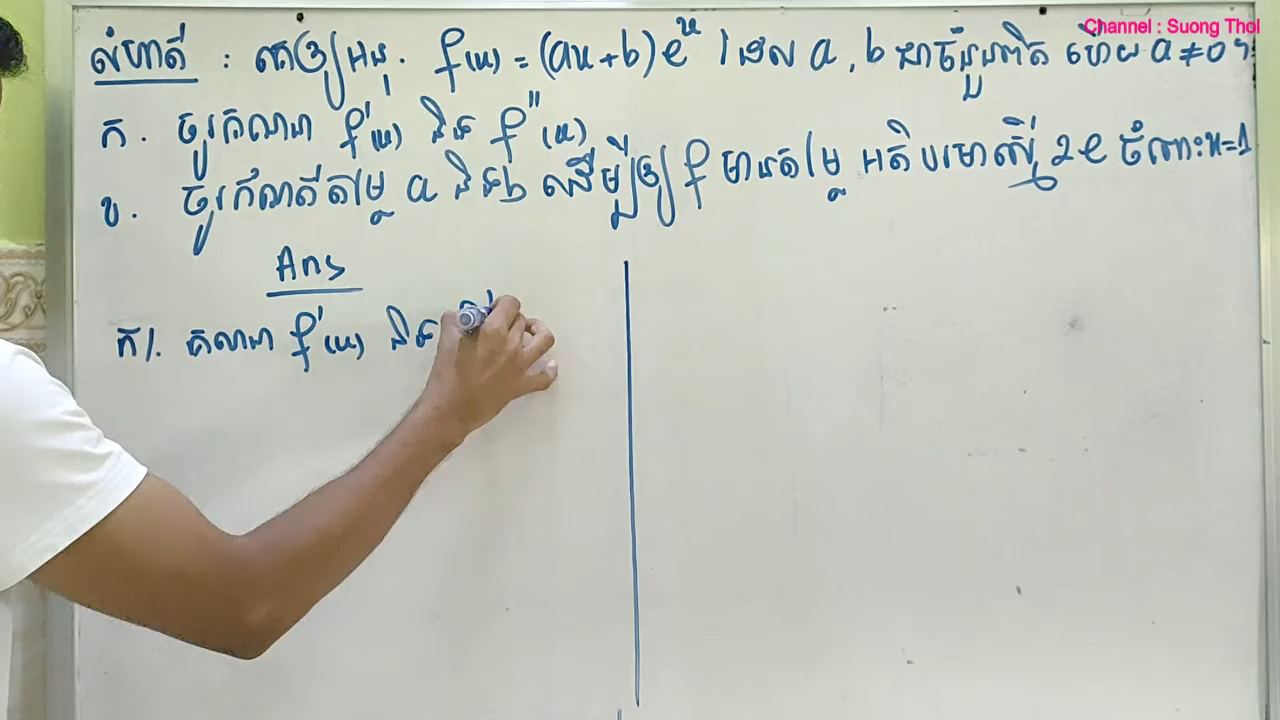 Channel : Suong Thol
លំហាត់ : គេឲ្យអនុ. f(x) = (ax+b)e^x ដែល a, b ជាចំនួនពិត ហើយ a ≠ 0 ។
ក. ចូរគណនា f'(x) និង f''(x)
ខ. ចូរកំណត់តម្លៃ a និង b ដើម្បីឲ្យ f មានតម្លៃ អតិបរមាស្មើ 2e ចំពោះ x=1
Ans
ក/. គណនា f'(x) និង